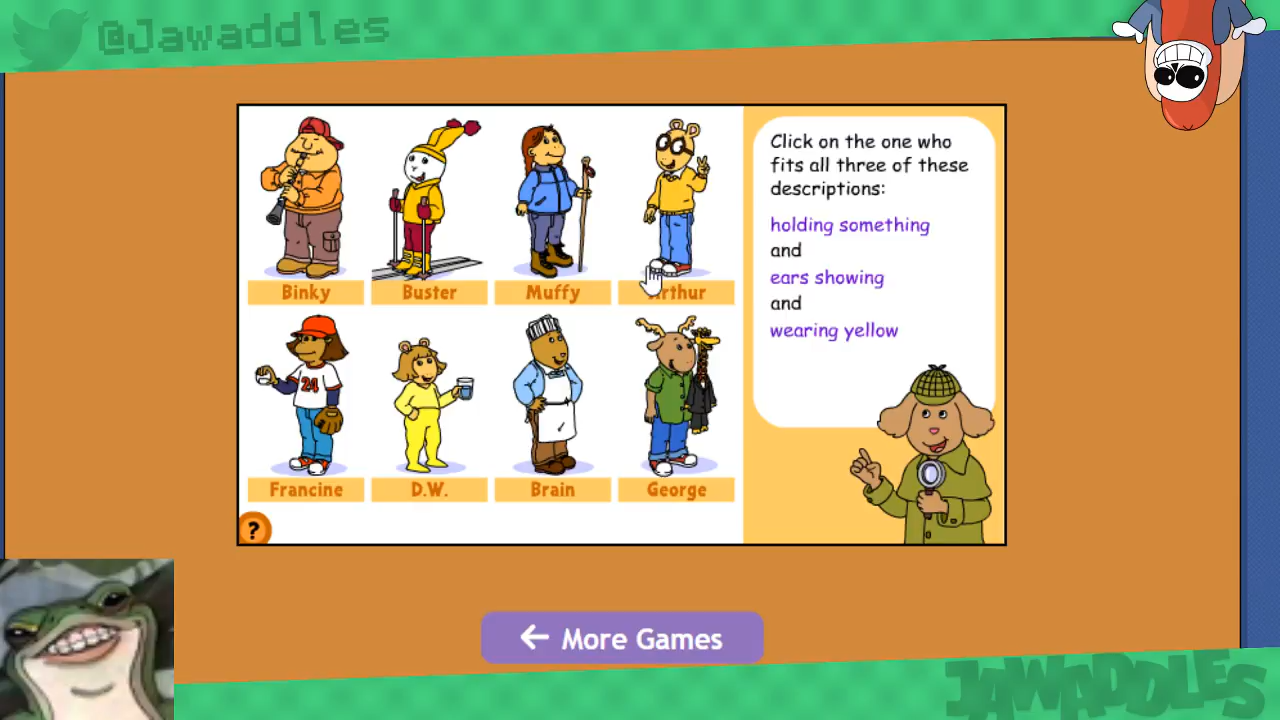 @Jawaddles
Click on the one who
fits all three of these
descriptions:
holding something
and
ears showing
and
wearing yellow
Binky
Buster
Muffy
Arthur
24
Francine
D.W.
Brain
George
?
← More Games
JAWADDLES